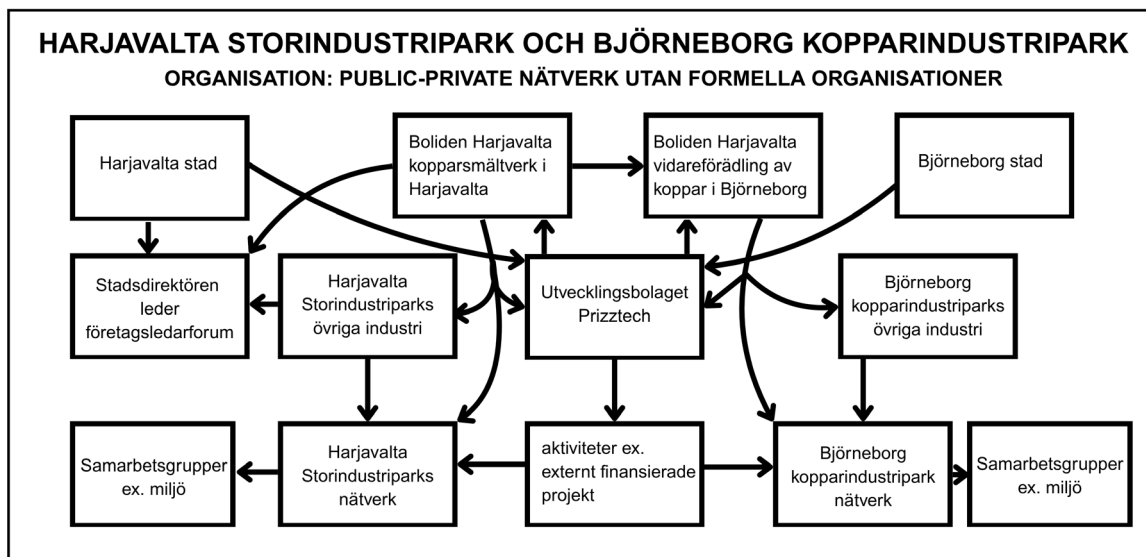 HARJAVALTA STORINDUSTRIPARK OCH BJÖRNEBORG KOPPARINDUSTRIPARK
ORGANISATION: PUBLIC-PRIVATE NÄTVERK UTAN FORMELLA ORGANISATIONER
Harjavalta stad
Boliden Harjavalta
kopparsmältverk i
Harjavalta
Boliden Harjavalta
vidareförädling av
koppar i Björneborg
Björneborg stad
Stadsdirektören
leder
företagsledarforum
Harjavalta
Storindustriparks
övriga industri
Utvecklingsbolaget
Prizztech
Björneborg
kopparindustriparks
övriga industri
Samarbetsgrupper
ex. miljö
Harjavalta
Storindustriparks
nätverk
aktiviteter ex.
externt finansierade
projekt
Björneborg
kopparindustripark
nätverk
Samarbetsgrupper
ex. miljö